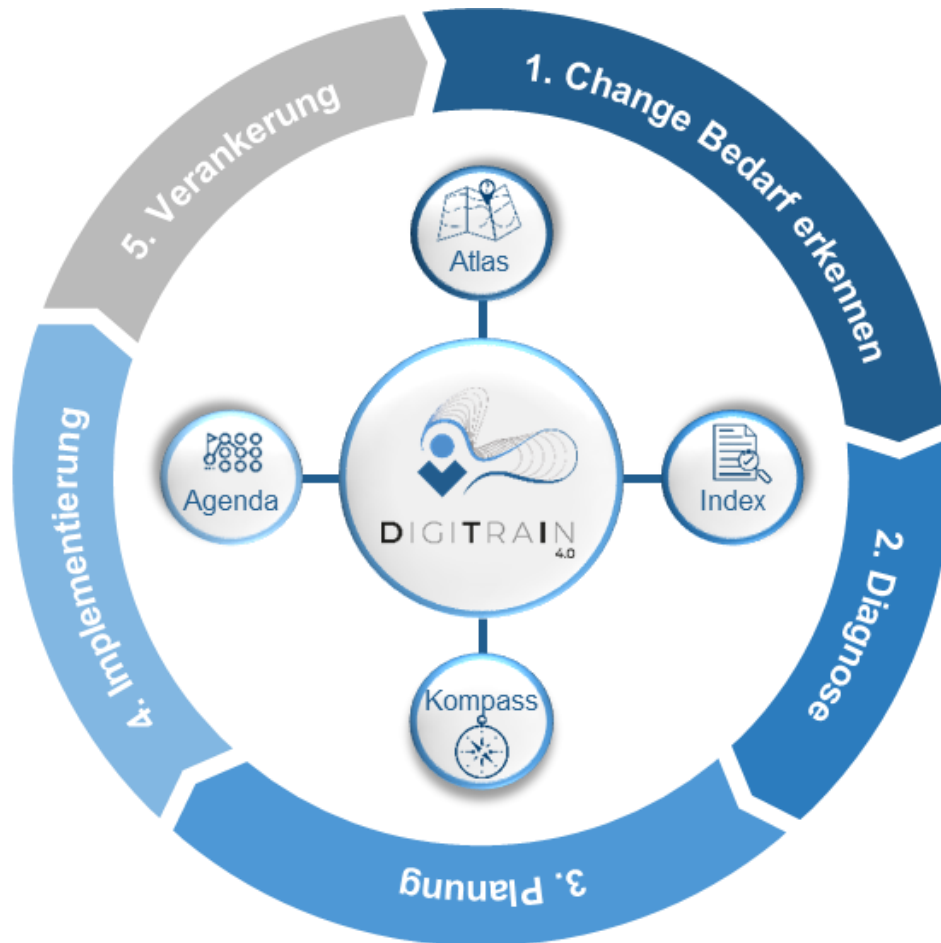 1. Change Bedarf erkennen
2. Diagnose
3. Planung
4. Implementierung
5. Verankerung
Atlas
Index
Kompass
Agenda
DIGITRAIN
4.0